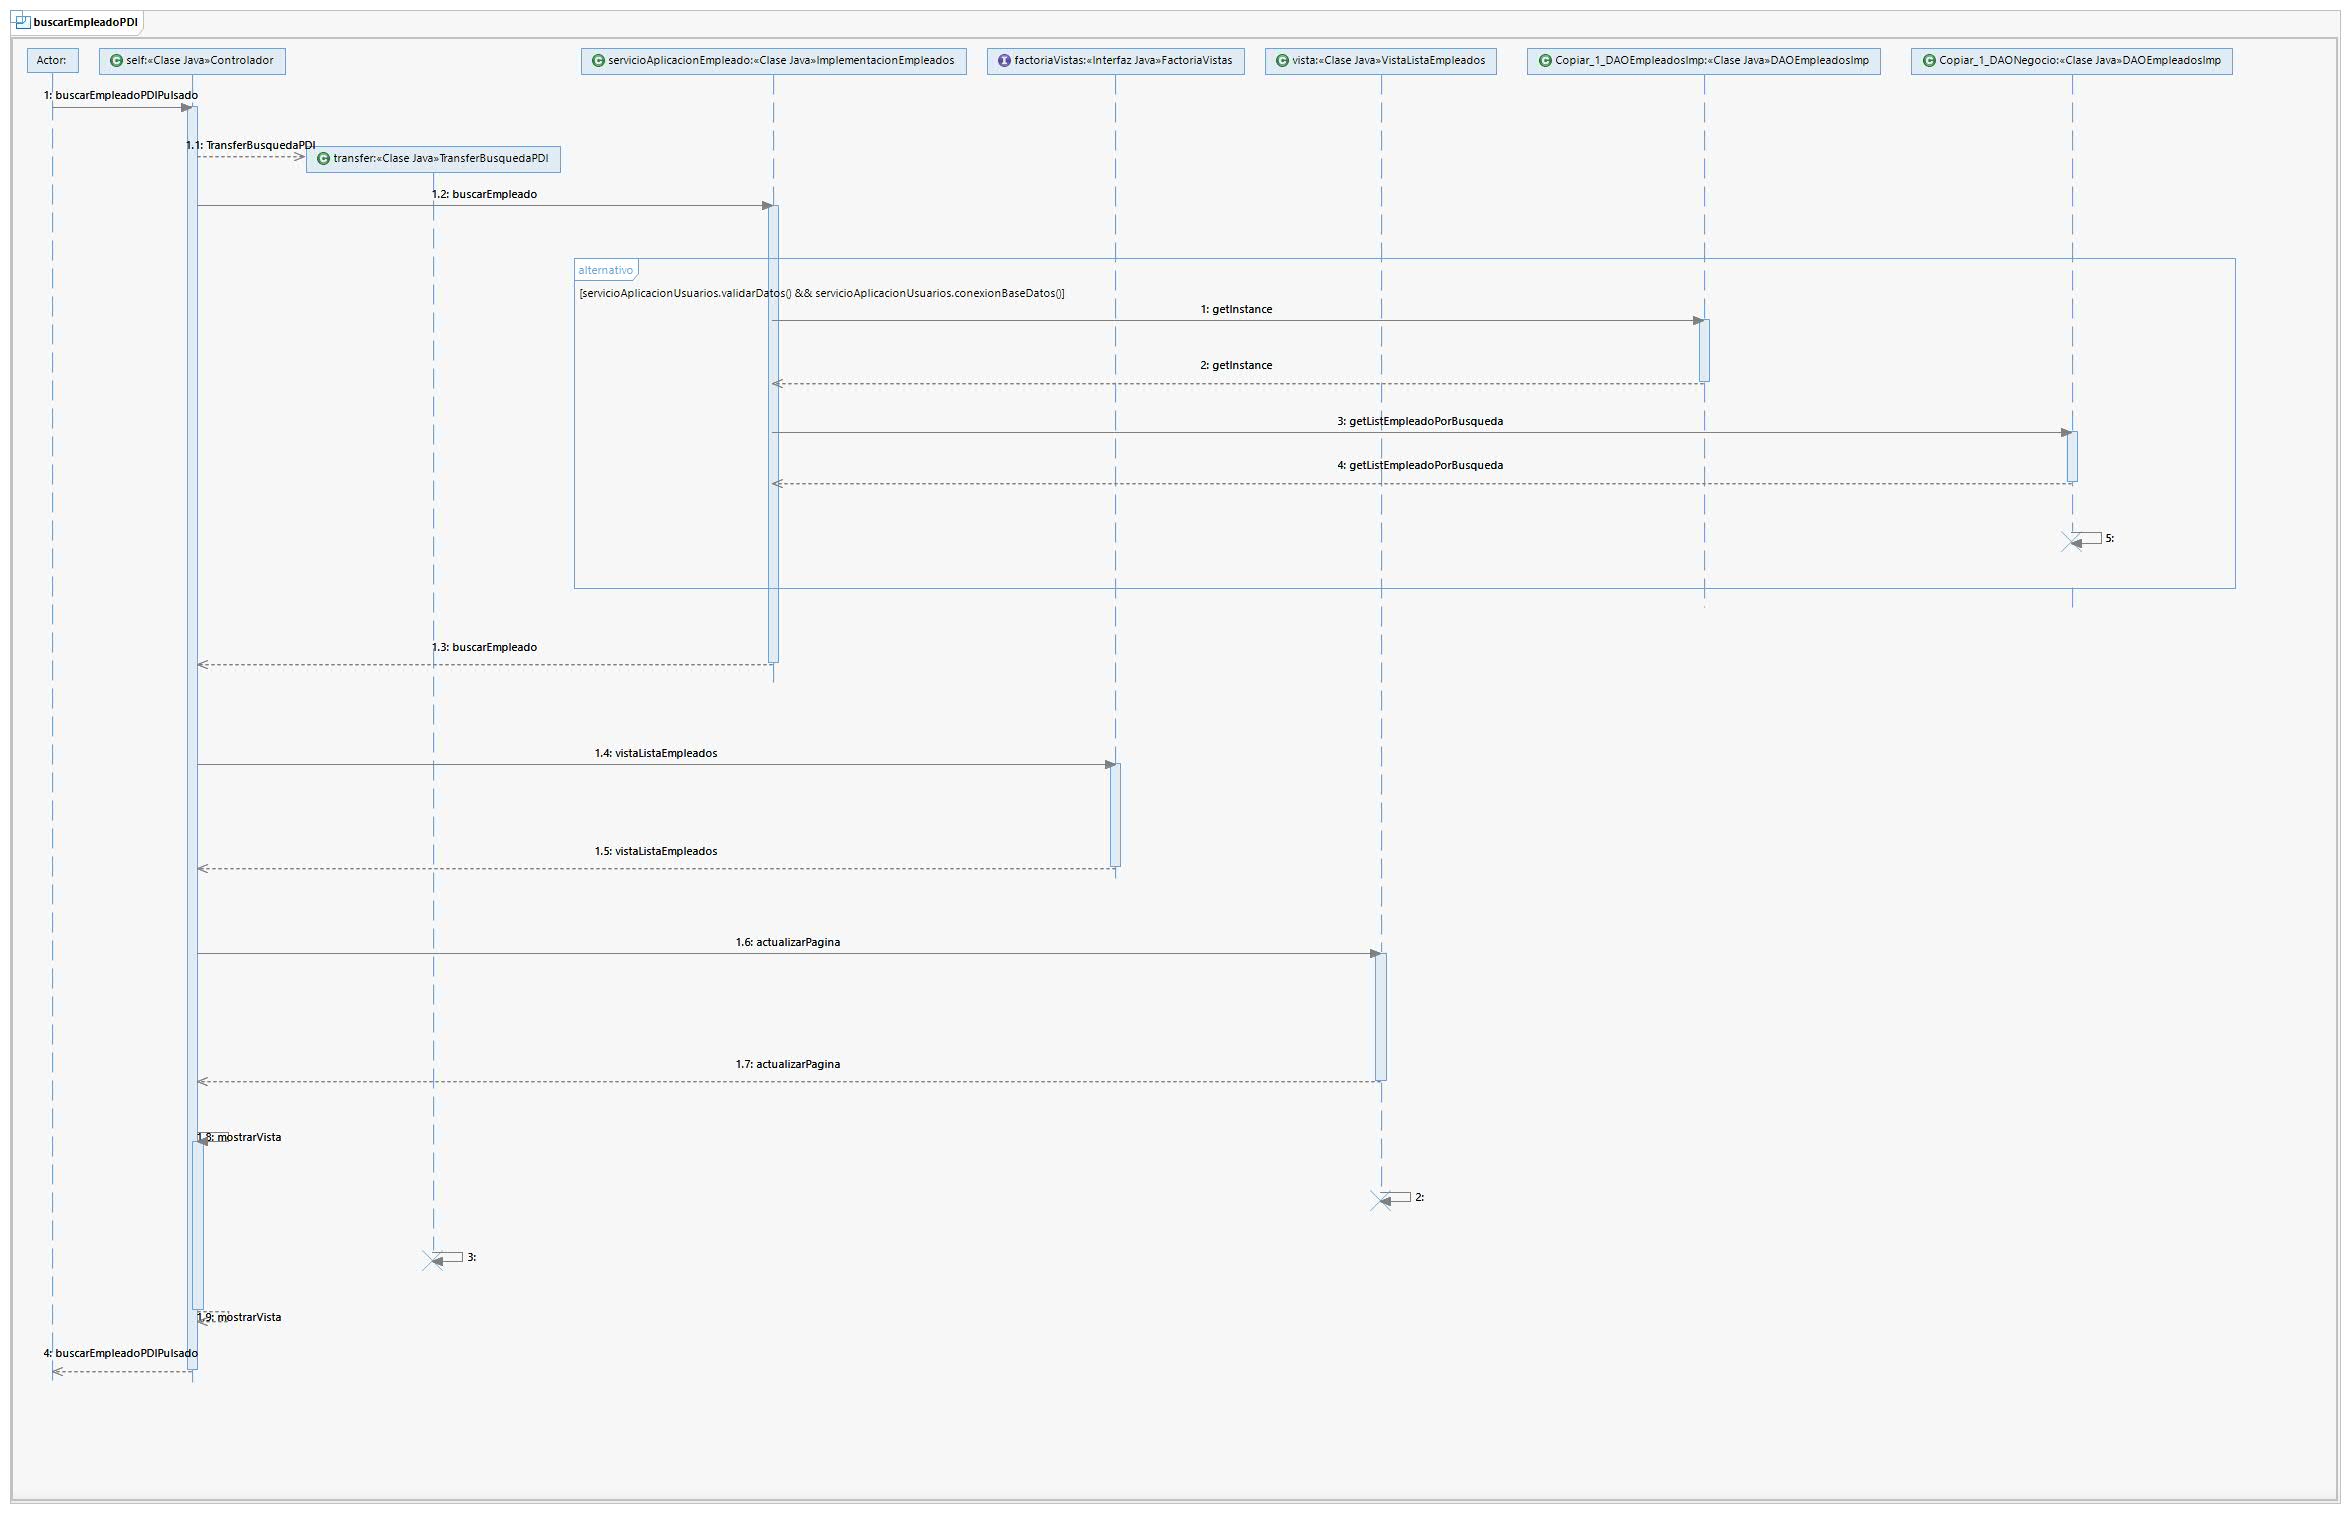 buscarEmpleadoPDI
Actor:
self:«Clase Java»Controlador
servicioAplicacionEmpleado:«Clase Java»ImplementacionEmpleados
factoriaVistas:«Interfaz Java»FactoriaVistas
vista:«Clase Java»VistaListaEmpleados
Copiar_1_DAOEmpleadosImp:«Clase Java»DAOEmpleadosImp
Copiar_1_DAONegocio:«Clase Java»DAOEmpleadosImp
1: buscarEmpleadoPDIPulsado
1.1: TransferBusquedaPDI
transfer:«Clase Java»TransferBusquedaPDI
1.2: buscarEmpleado
alternativo
[servicioAplicacionUsuarios.validarDatos() && servicioAplicacionUsuarios.conexionBaseDatos()]
1: getInstance
2: getInstance
3: getListEmpleadoPorBusqueda
4: getListEmpleadoPorBusqueda
5:
1.3: buscarEmpleado
1.4: vistaListaEmpleados
1.5: vistaListaEmpleados
1.6: actualizarPagina
1.7: actualizarPagina
1.8: mostrarVista
2:
3:
1.9: mostrarVista
4: buscarEmpleadoPDIPulsado